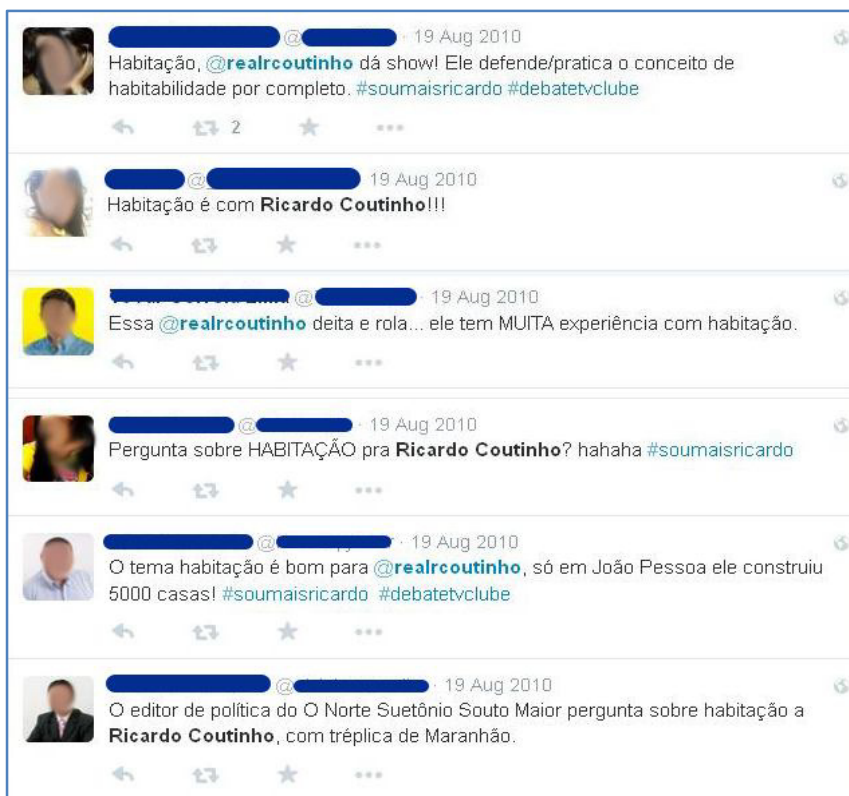 @ · 19 Aug 2010
Habitação, @realrcoutinho dá show! Ele defende/pratica o conceito de
habitabilidade por completo. #soumaisricardo #debatetvclube
2
@ 19 Aug 2010
Habitação é com Ricardo Coutinho!!!
@ · 19 Aug 2010
Essa @realrcoutinho deita e rola... ele tem MUITA experiência com habitação.
@ · 19 Aug 2010
Pergunta sobre HABITAÇÃO pra Ricardo Coutinho? hahaha #soumaisricardo
@ · 19 Aug 2010
O tema habitação é bom para @realrcoutinho, só em João Pessoa ele construiu
5000 casas! #soumaisricardo #debatetvclube
@ · 19 Aug 2010
O editor de política do O Norte Suetônio Souto Maior pergunta sobre habitação a
Ricardo Coutinho, com tréplica de Maranhão.